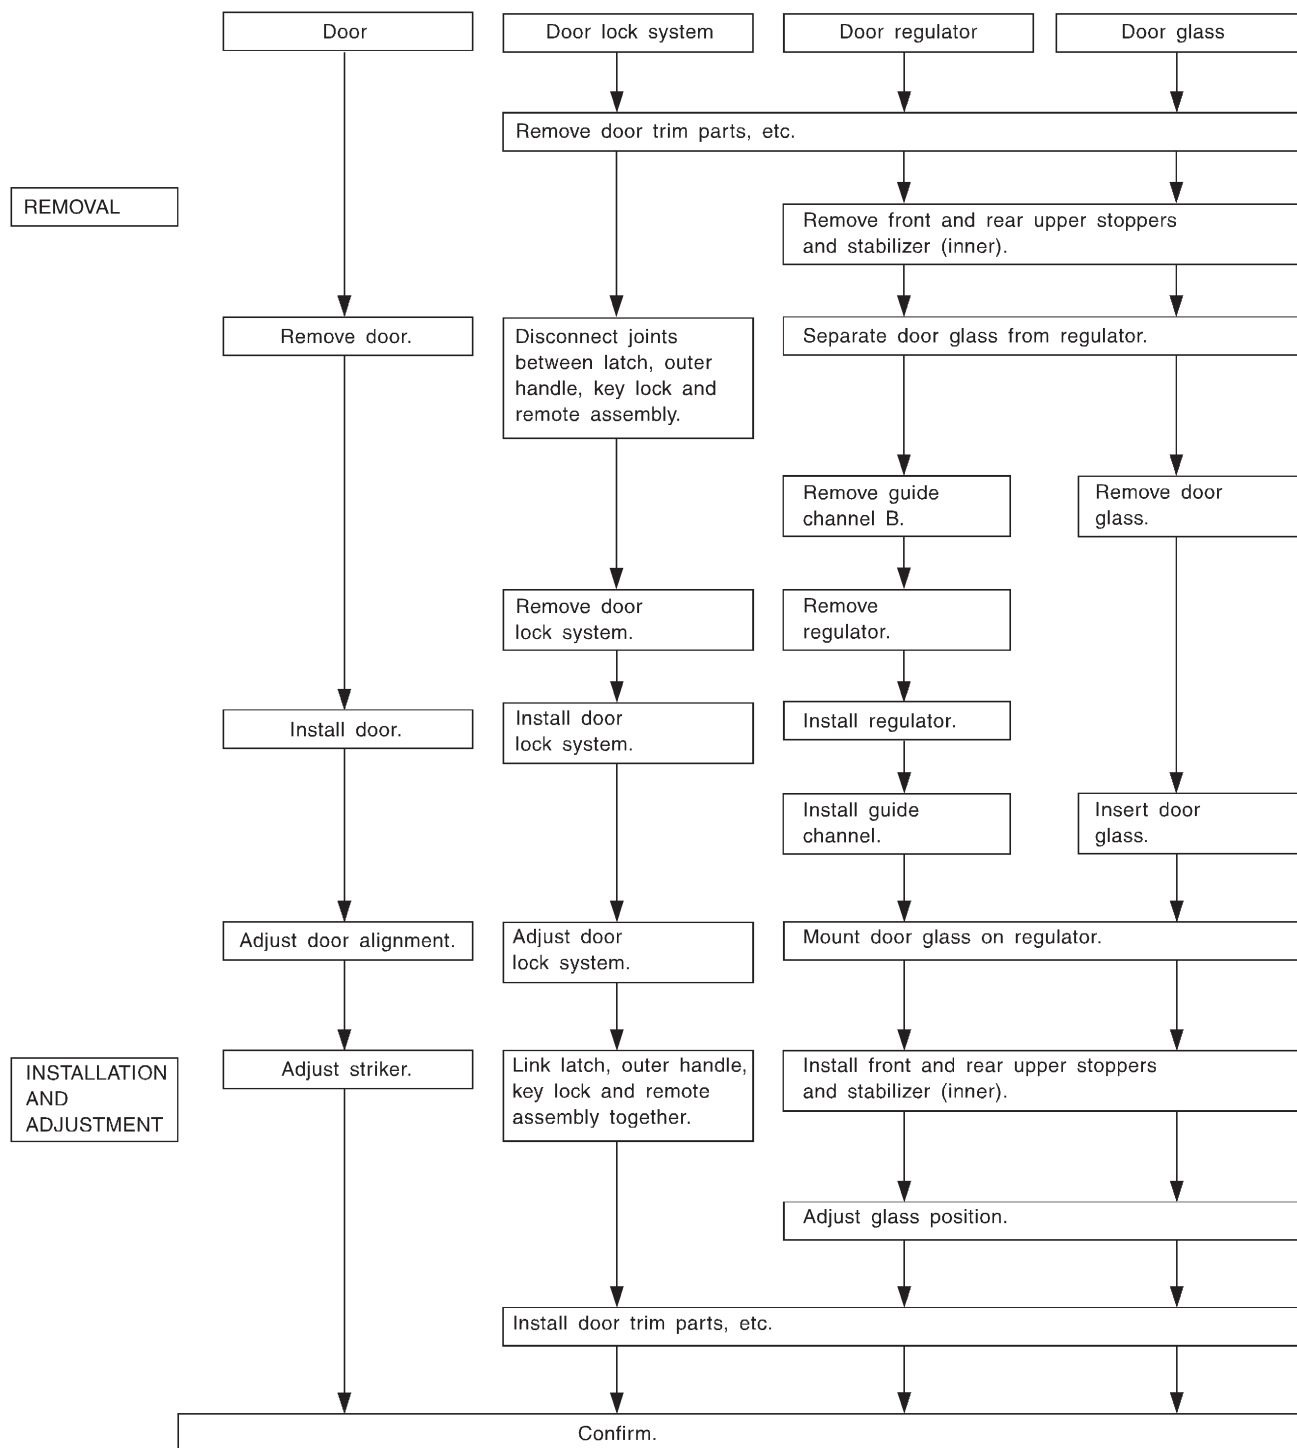 Door
Door lock system
Door regulator
Door glass
Remove door trim parts, etc.
REMOVAL
Remove front and rear upper stoppers
and stabilizer (inner).
Remove door.
Disconnect joints
between latch, outer
handle, key lock and
remote assembly.
Separate door glass from regulator.
Remove guide
channel B.
Remove door
glass.
Remove door
lock system.
Remove
regulator.
Install door.
Install door
lock system.
Install regulator.
Install guide
channel.
Insert door
glass.
Adjust door alignment.
Adjust door
lock system.
Mount door glass on regulator.
INSTALLATION
AND
ADJUSTMENT
Adjust striker.
Link latch, outer handle,
key lock and remote
assembly together.
Install front and rear upper stoppers
and stabilizer (inner).
Adjust glass position.
Install door trim parts, etc.
Confirm.